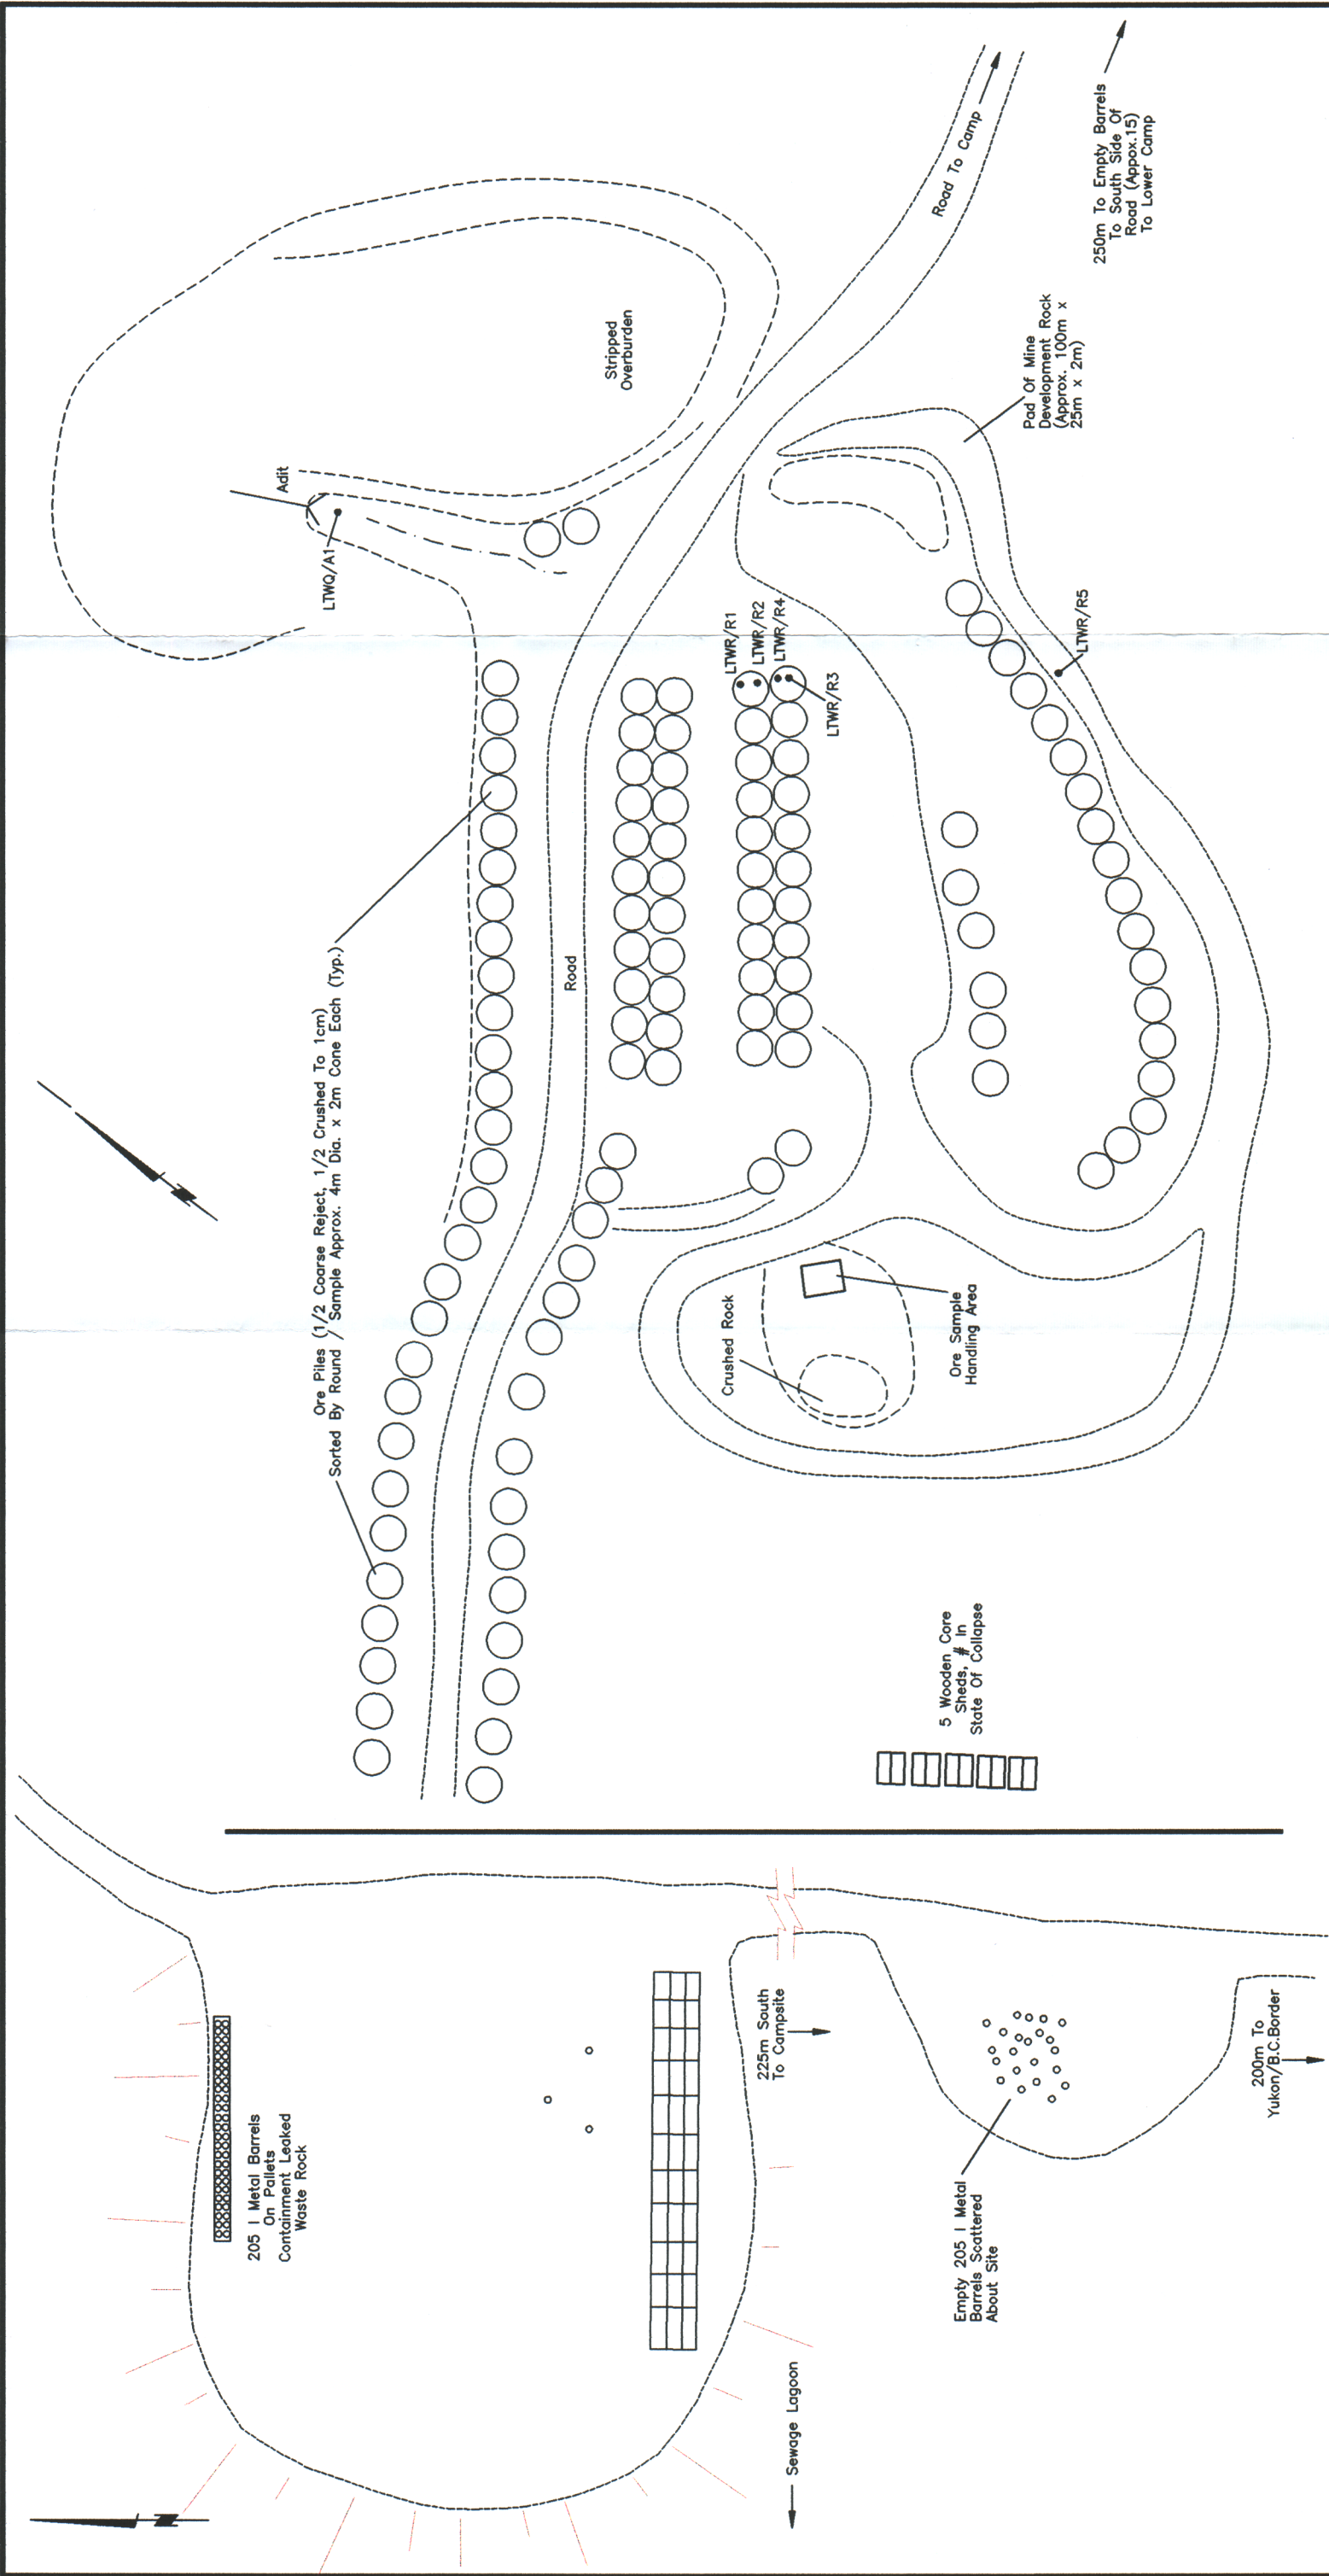 205 l Metal Barrels
On Pallets
Containment Leaked
Waste Rock
225m South
To Campsite
Sewage Lagoon
Empty 205 l Metal
Barrels Scattered
About Site
200m To
Yukon/B.C.Border
Ore Piles (1/2 Coarse Reject, 1/2 Crushed To 1cm)
Sorted By Round / Sample Approx. 4m Dia. x 2m Cone Each (Typ.)
Adit
LTWQ/A1
Stripped
Overburden
Road
Road To Camp
LTWR/R1
LTWR/R2
LTWR/R4
LTWR/R3
LTWR/R5
Crushed Rock
Ore Sample
Handling Area
5 Wooden Core
Sheds, # In
State Of Collapse
Pad Of Mine
Development Rock
(Approx. 100m x
25m x 2m)
250m To Empty Barrels
To South Side Of
Road (Appox.15)
To Lower Camp